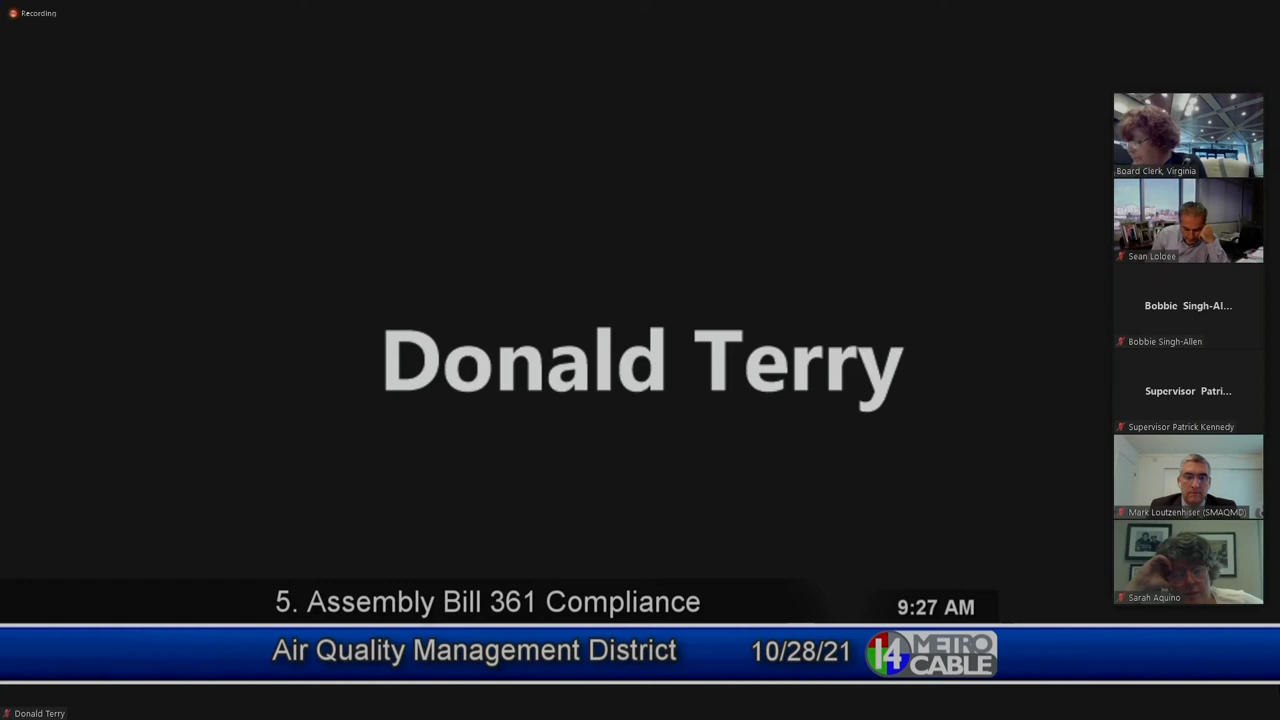 Recording
Board Clerk, Virginia
Sean Loloee
Bobbie Singh-Al...
Bobbie Singh-Allen
Donald Terry
Supervisor Patri...
Supervisor Patrick Kennedy
Mark Loutzenhiser (SMAQMD)
Sarah Aquino
5. Assembly Bill 361 Compliance
9:27 AM
Air Quality Management District
10/28/21
14 METRO
CABLE
Donald Terry